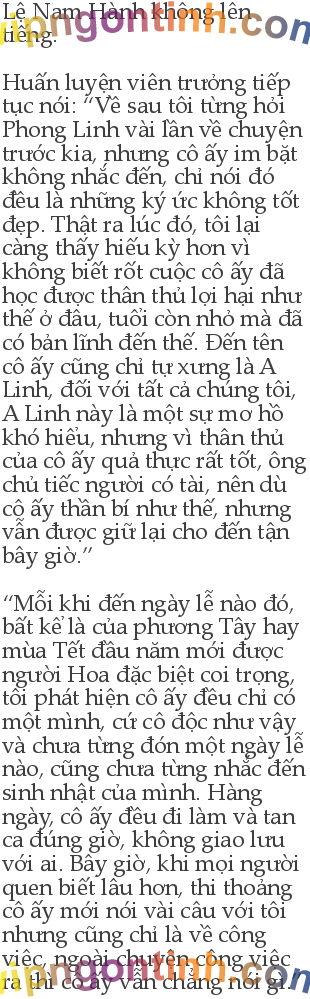 Lệ Nam Hành không lên
tiếng.
vipngontinh.com
Huấn luyện viên trưởng tiếp
tục nói: “Về sau tôi từng hỏi
Phong Linh vài lần về chuyện
trước kia, nhưng cô ấy im bặt
không nhắc đến, chỉ nói đó
đều là những ký ức không tốt
đẹp. Thật ra lúc đó, tôi lại
càng thấy hiếu kỳ hơn vì
không biết rốt cuộc cô ấy đã
học được thân thủ lợi hại như
thế ở đâu, tuổi còn nhỏ mà đã
có bản lĩnh đến thế. Đến tên
cô ấy cũng chỉ tự xưng là A
Linh, đối với tất cả chúng tôi,
A Linh này là một sự mơ hồ
khó hiểu, nhưng vì thân thủ
của cô ấy quả thực rất tốt, ông
chủ tiếc người có tài, nên dù
cô ấy thần bí như thế, nhưng
vẫn được giữ lại cho đến tận
bây giờ.”
“Mỗi khi đến ngày lễ nào đó,
bất kể là của phương Tây hay
mùa Tết đầu năm mới được
người Hoa đặc biệt coi trọng,
tôi phát hiện cô ấy đều chỉ có
một mình, cứ cô độc như vậy
và chưa từng đón một ngày lễ
nào, cũng chưa từng nhắc đến
sinh nhật của mình. Hàng
ngày, cô ấy đều đi làm và tan
ca đúng giờ, không giao lưu
với ai. Bây giờ, khi mọi người
quen biết lâu hơn, thi thoảng
cô ấy mới nói vài câu với tôi
nhưng cũng chỉ là về công
việc, ngoài chuyện công việc
ra thì cô ấy vẫn chẳng nói gì.
vipngontinh.com